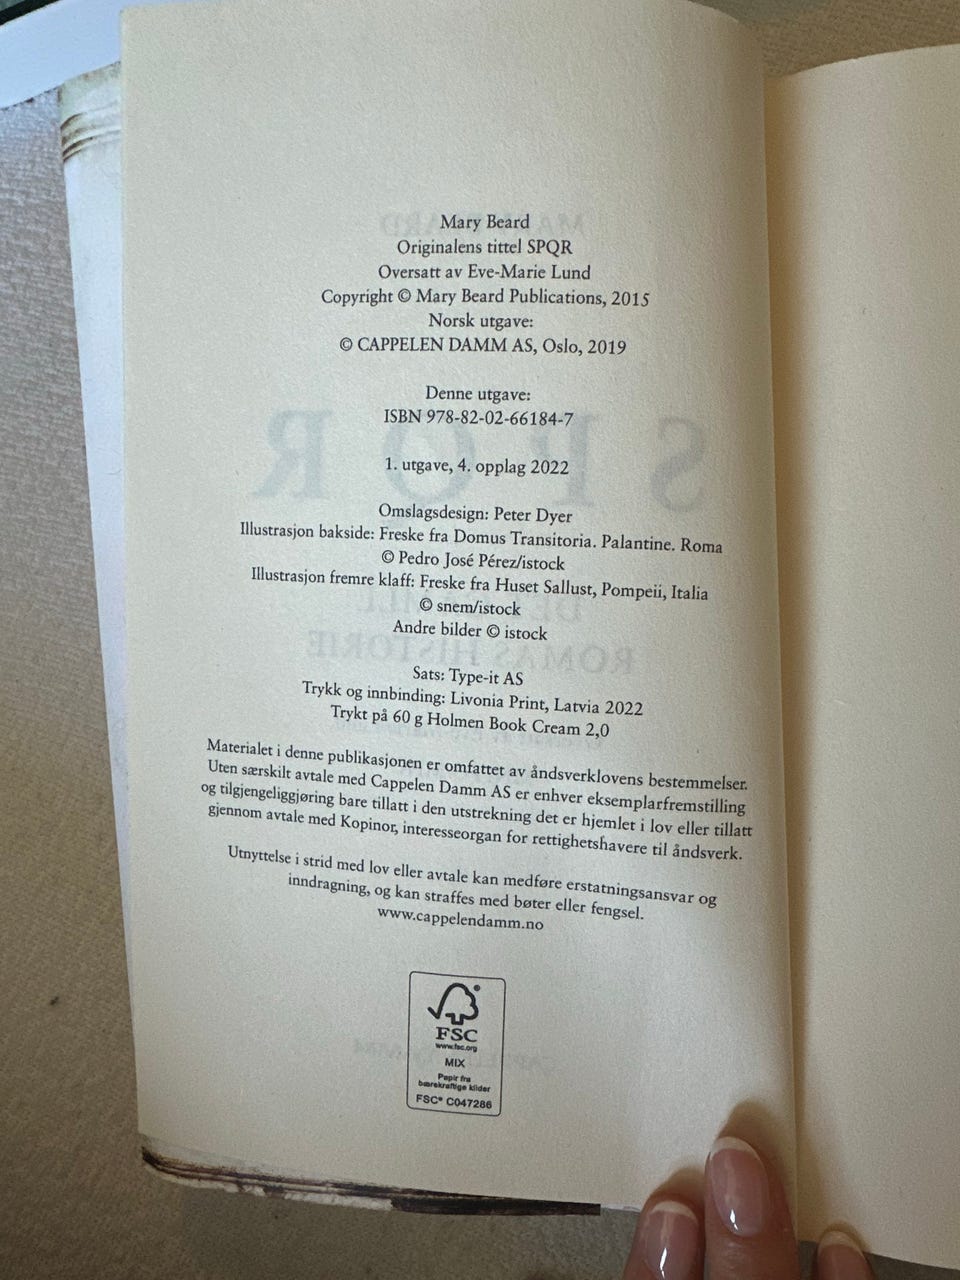 Mary Beard
Originalens tittel SPQR
Oversatt av Eve-Marie Lund
Copyright © Mary Beard Publications, 2015
Norsk utgave:
© CAPPELEN DAMM AS, Oslo, 2019
Denne utgave:
ISBN 978-82-02-66184-7
1. utgave, 4. opplag 2022
Omslagsdesign: Peter Dyer
Illustrasjon bakside: Freske fra Domus Transitoria. Palantine. Roma
© Pedro José Pérez/istock
Illustrasjon fremre klaff: Freske fra Huset Sallust, Pompeii, Italia
© snem/istock
Andre bilder © istock
Sats: Type-it AS
Trykk og innbinding: Livonia Print, Latvia 2022
Trykt på 60 g Holmen Book Cream 2,0
Materialet i denne publikasjonen er omfattet av åndsverklovens bestemmelser.
Uten særskilt avtale med Cappelen Damm AS er enhver eksemplarfremstilling
og tilgjengeliggjøring bare tillatt i den utstrekning det er hjemlet i lov eller tillatt
gjennom avtale med Kopinor, interesseorgan for rettighetshavere til åndsverk.
Utnyttelse i strid med lov eller avtale kan medføre erstatningsansvar og
inndragning, og kan straffes med bøter eller fengsel.
www.cappelendamm.no
FSC
www.fsc.org
MIX
Papir fra
bærekraftige kilder
FSC® C047286